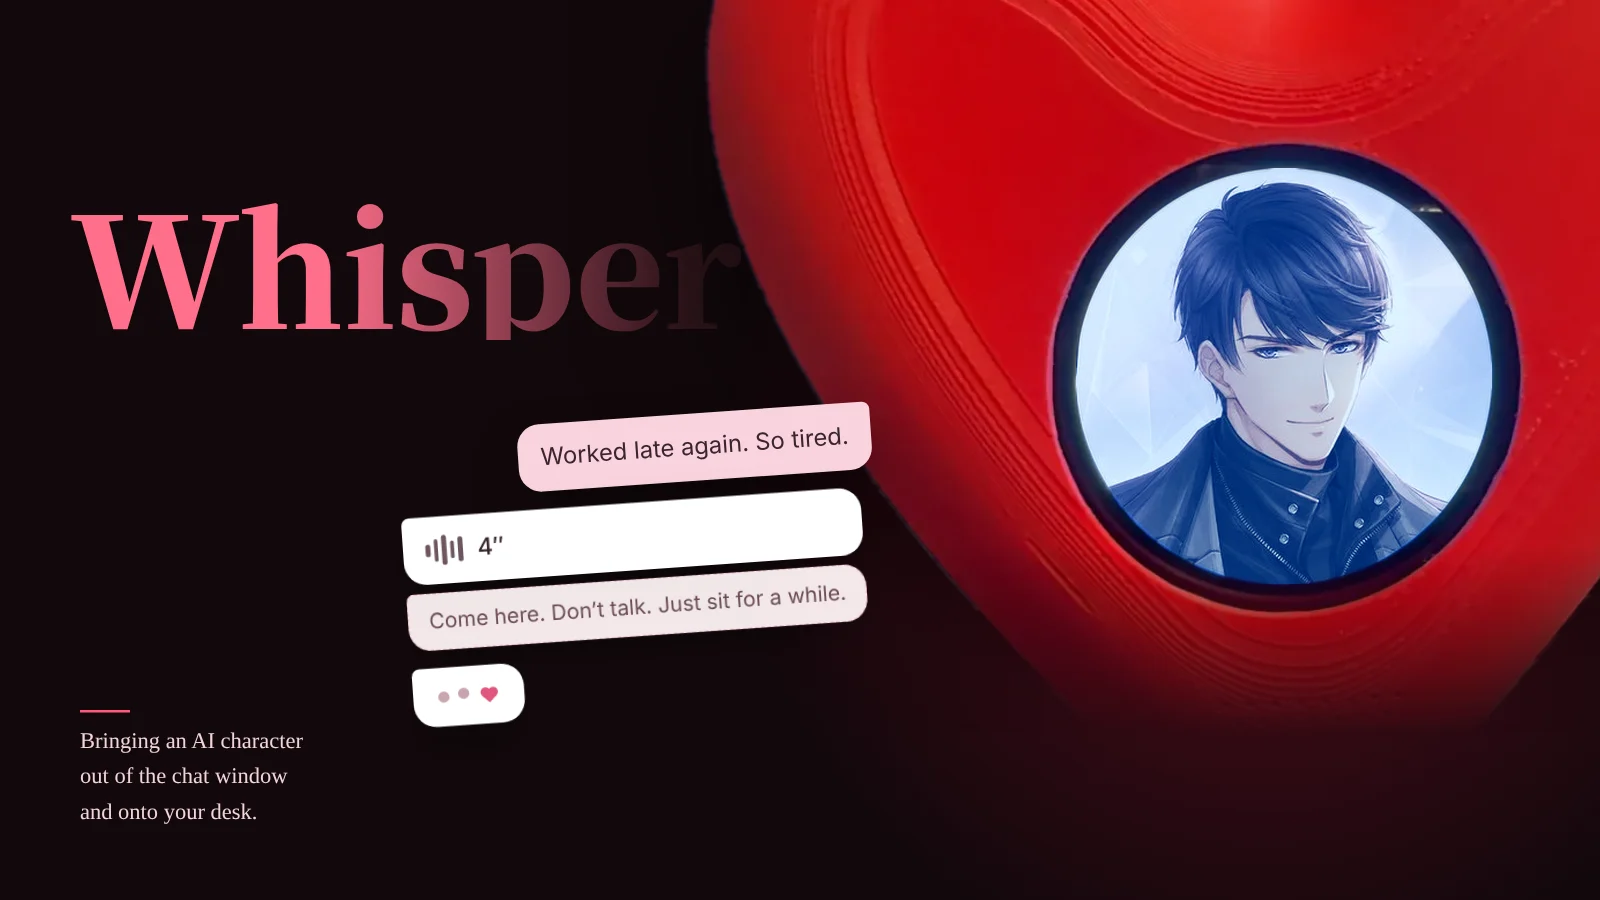 Whisper
Worked late again. So tired.
4″
Come here. Don’t talk. Just sit for a while.
Bringing an AI character
out of the chat window
and onto your desk.